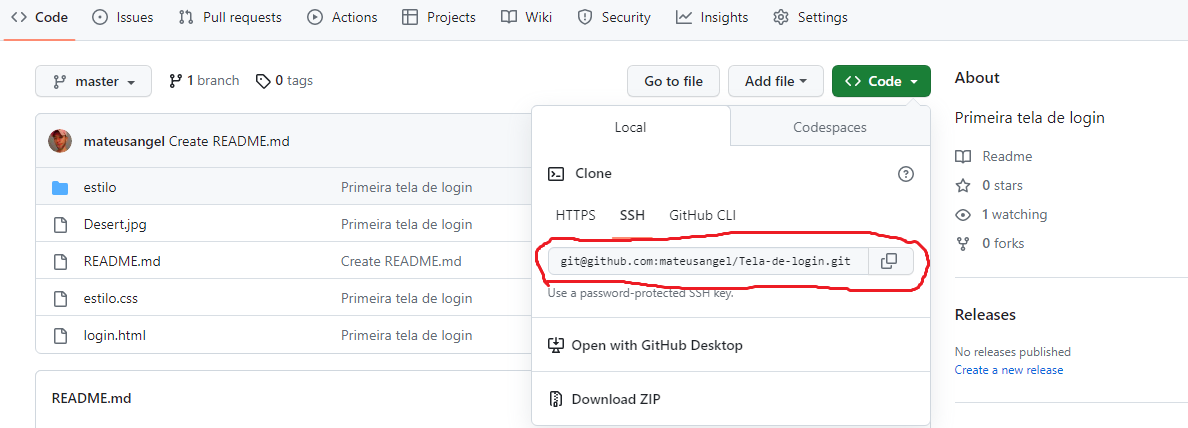 Code Issues Pull requests Actions Projects Wiki Security Insights Settings
master 1 branch 0 tags Go to file Add file Code
mateusangel Create README.md
estilo Primeira tela de login
Desert.jpg Primeira tela de login
README.md Create README.md
estilo.css Primeira tela de login
login.html Primeira tela de login
README.md
Local Codespaces
Clone
HTTPS SSH GitHub CLI
git@github.com:mateusangel/Tela-de-login.git
Use a password-protected SSH key.
Open with GitHub Desktop
Download ZIP
About
Primeira tela de login
Readme
0 stars
1 watching
0 forks
Releases
No releases published
Create a new release